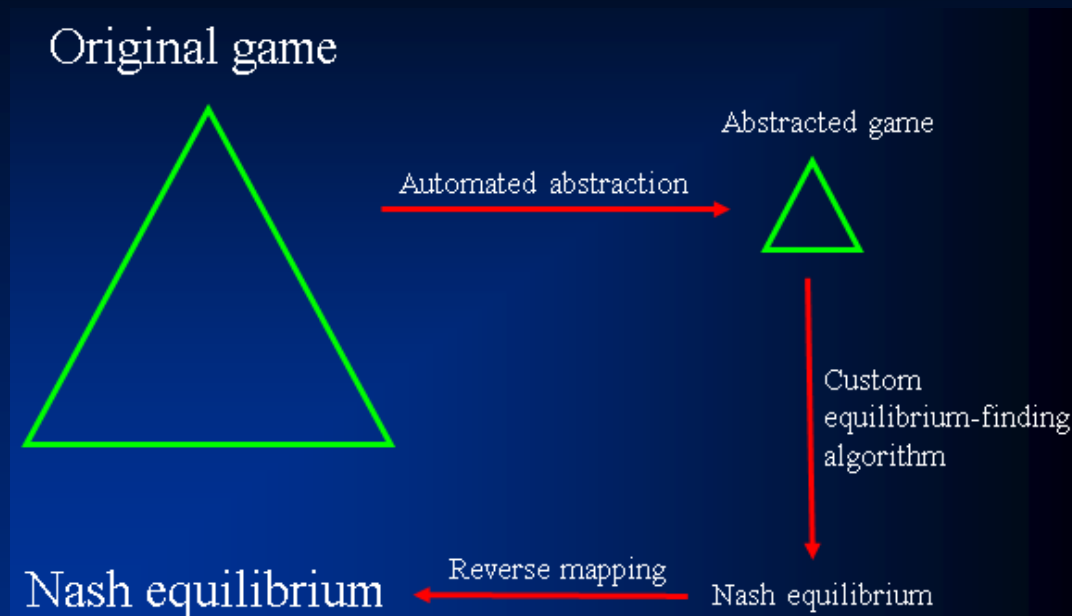 Original game
Abstracted game
Automated abstraction
Custom
equilibrium-finding
algorithm
Nash equilibrium
Reverse mapping
Nash equilibrium